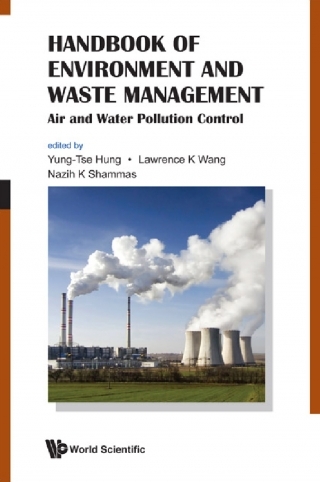 HANDBOOK OF
ENVIRONMENT AND
WASTE MANAGEMENT
Air and Water Pollution Control
edited by
Yung-Tse Hung • Lawrence K Wang
Nazih K Shammas
World Scientific